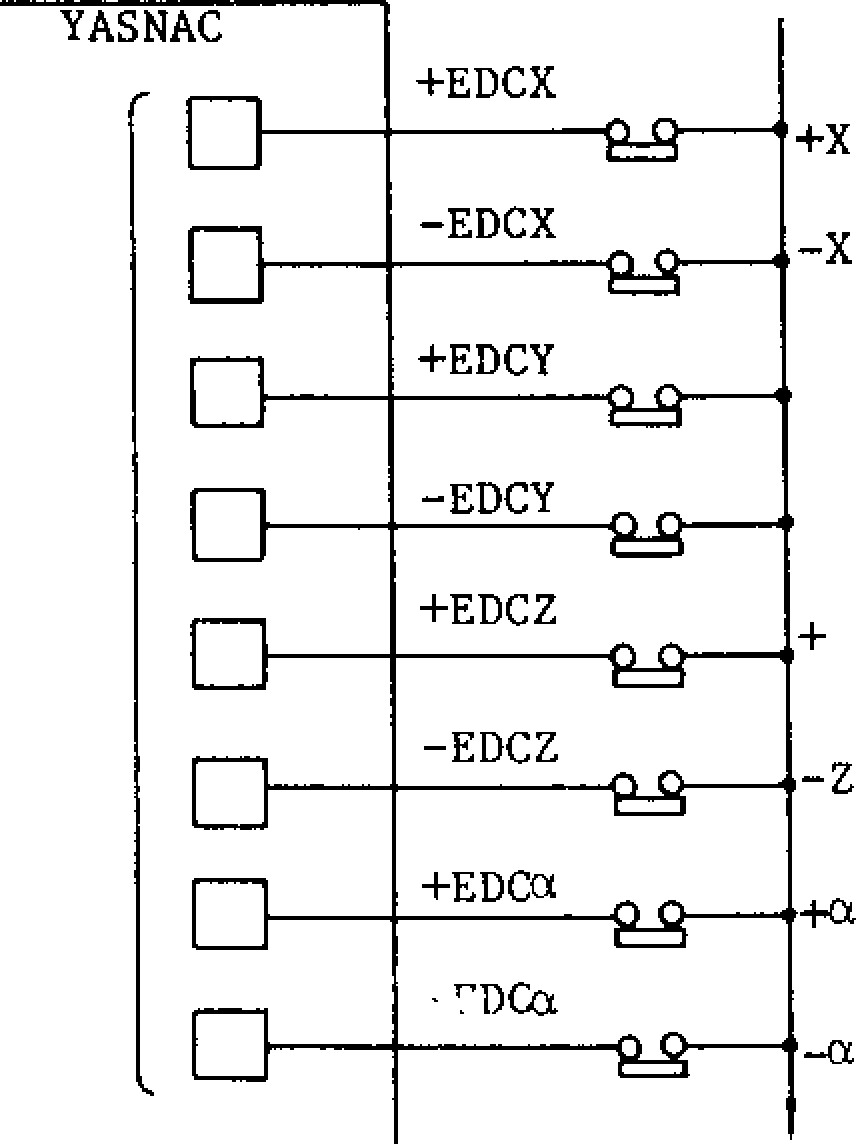 YASNAC
+EDCX
+X
-EDCX
-X
+EDCY
-EDCY
+EDCZ
+
-EDCZ
-Z
+EDCα
+α
-α